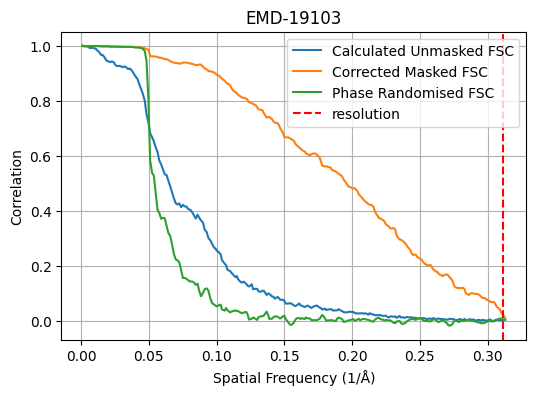 EMD-19103
Calculated Unmasked FSC
Corrected Masked FSC
Phase Randomised FSC
resolution
Correlation
1.0
0.8
0.6
0.4
0.2
0.0
0.00 0.05 0.10 0.15 0.20 0.25 0.30
Spatial Frequency (1/Å)